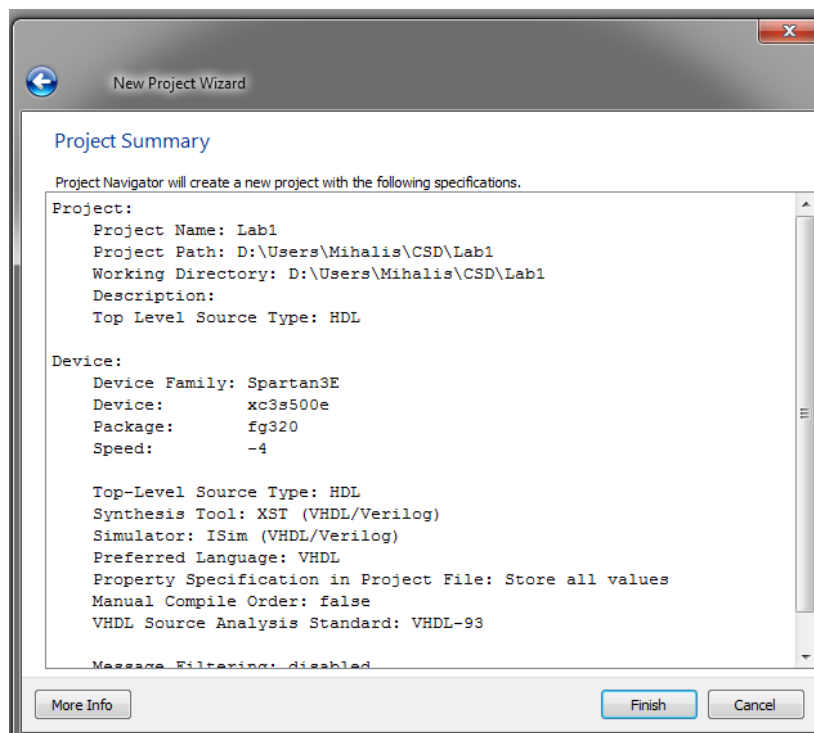 New Project Wizard
Project Summary
Project Navigator will create a new project with the following specifications.
Project:
Project Name: Lab1
Project Path: D:\Users\Mihalis\CSD\Lab1
Working Directory: D:\Users\Mihalis\CSD\Lab1
Description:
Top Level Source Type: HDL
Device:
Device Family: Spartan3E
Device: xc3s500e
Package: fg320
Speed: -4
Top-Level Source Type: HDL
Synthesis Tool: XST (VHDL/Verilog)
Simulator: ISim (VHDL/Verilog)
Preferred Language: VHDL
Property Specification in Project File: Store all values
Manual Compile Order: false
VHDL Source Analysis Standard: VHDL-93
Message Filtering: disabled
More Info
Finish
Cancel